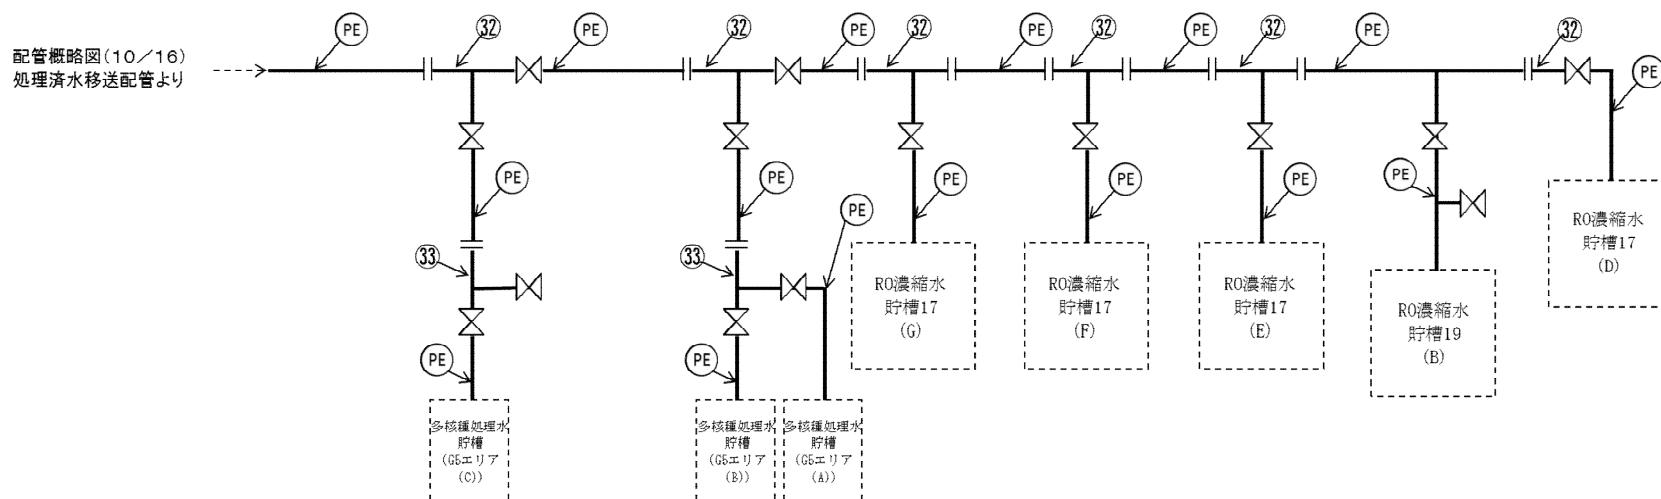 PE
㉜
PE
㉜
PE
㉜
PE
㉜
PE
㉜
PE
㉜
PE
配管概略図(10/16)
処理済水移送配管より
PE
PE
PE
PE
PE
PE
PE
㉝
㉝
RO濃縮水
貯槽17
(G)
RO濃縮水
貯槽17
(F)
RO濃縮水
貯槽17
(E)
RO濃縮水
貯槽19
(B)
RO濃縮水
貯槽17
(D)
PE
PE
多核種処理水
貯槽
(G5エリア
(C))
多核種処理水
貯槽
(G5エリア
(B))
多核種処理水
貯槽
(G5エリア
(A))